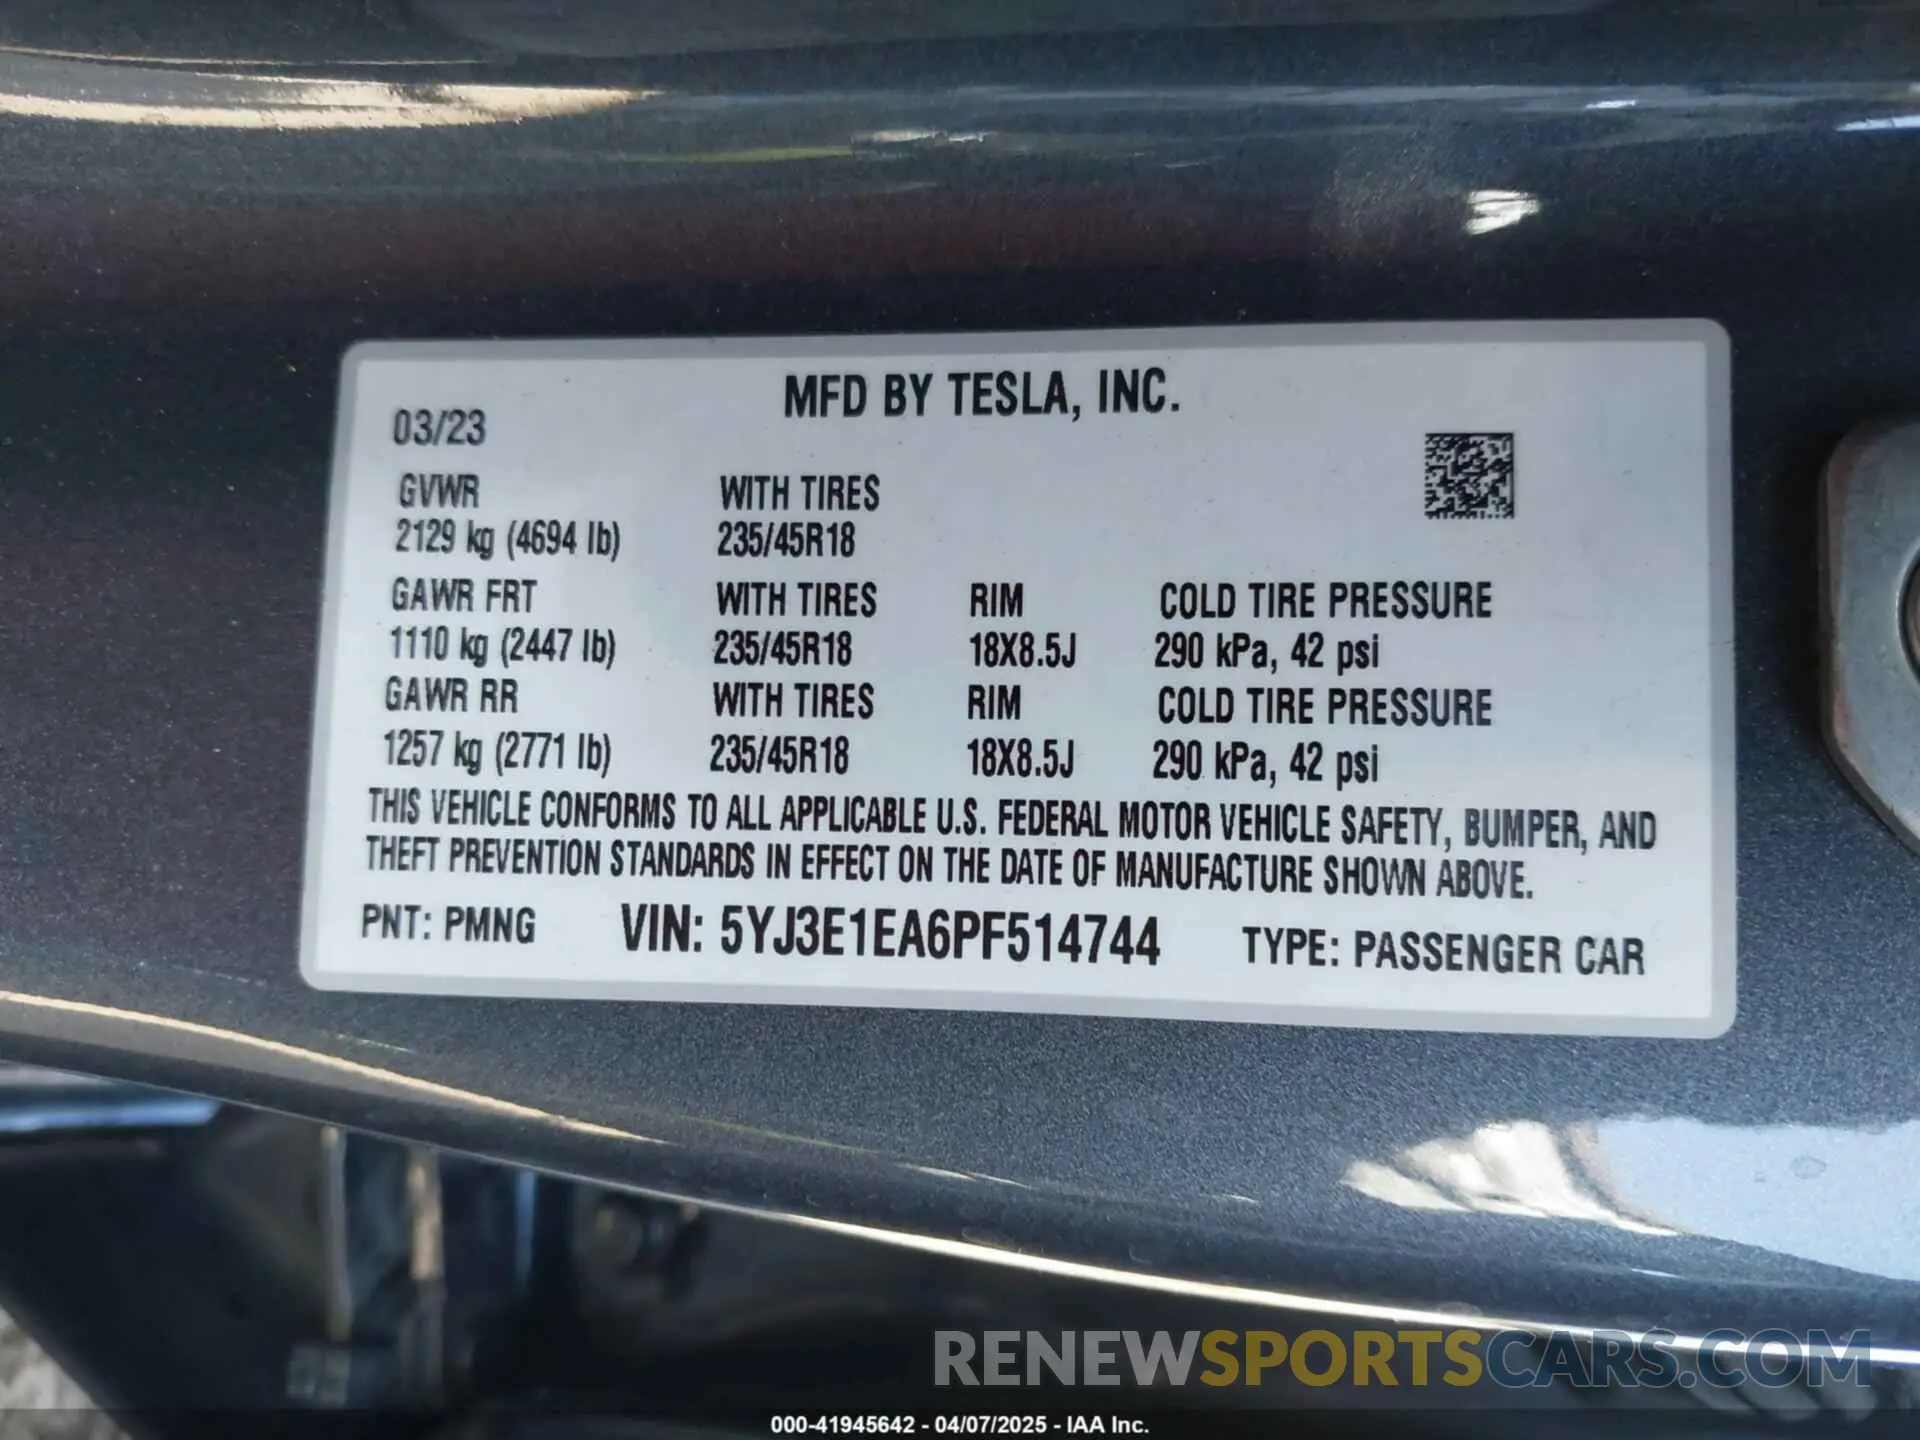 MFD BY TESLA, INC.
03/23
GVWR WITH TIRES
2129 kg (4694 lb) 235/45R18
GAWR FRT WITH TIRES RIM COLD TIRE PRESSURE
1110 kg (2447 lb) 235/45R18 18X8.5J 290 kPa, 42 psi
GAWR RR WITH TIRES RIM COLD TIRE PRESSURE
1257 kg (2771 lb) 235/45R18 18X8.5J 290 kPa, 42 psi
THIS VEHICLE CONFORMS TO ALL APPLICABLE U.S. FEDERAL MOTOR VEHICLE SAFETY, BUMPER, AND
THEFT PREVENTION STANDARDS IN EFFECT ON THE DATE OF MANUFACTURE SHOWN ABOVE.
PNT: PMNG VIN: 5YJ3E1EA6PF514744 TYPE: PASSENGER CAR
RENEWSPORTSCARS.COM
000-41945642 - 04/07/2025 - IAA Inc.